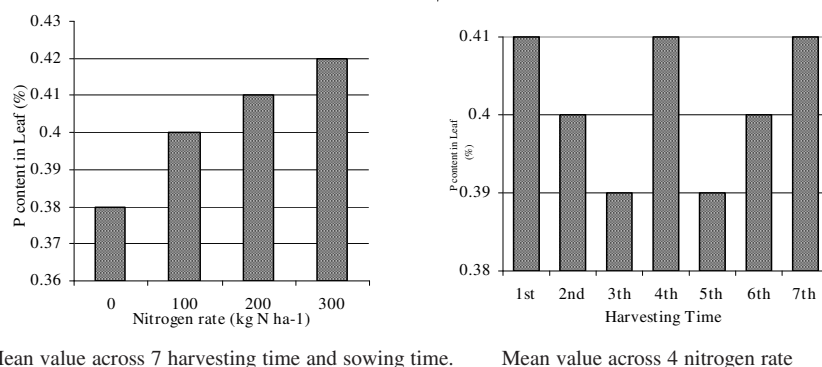 0.43
0.42
0.41
0.4
0.39
0.38
0.37
0.36
P content in Leaf (%)
0 100 200 300
Nitrogen rate (kg N ha-1)
0.41
0.4
0.39
0.38
P content in Leaf
(%)
1st 2nd 3th 4th 5th 6th 7th
Harvesting Time
ean value across 7 harvesting time and sowing time.
Mean value across 4 nitrogen rate